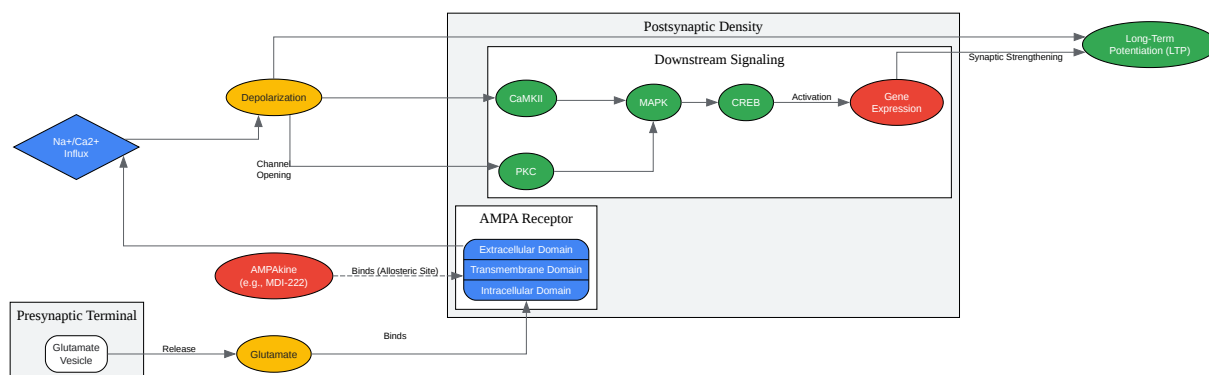 Postsynaptic Density
Long-Term
Potentiation (LTP)
Synaptic Strengthening
Downstream Signaling
Depolarization
CaMKII
MAPK
CREB
Activation
Gene
Expression
Na+/Ca2+
Influx
Channel
Opening
PKC
AMPA Receptor
Extracellular Domain
Transmembrane Domain
Intracellular Domain
AMPAkine
(e.g., MDI-222)
Binds (Allosteric Site)
Presynaptic Terminal
Glutamate
Vesicle
Release
Glutamate
Binds